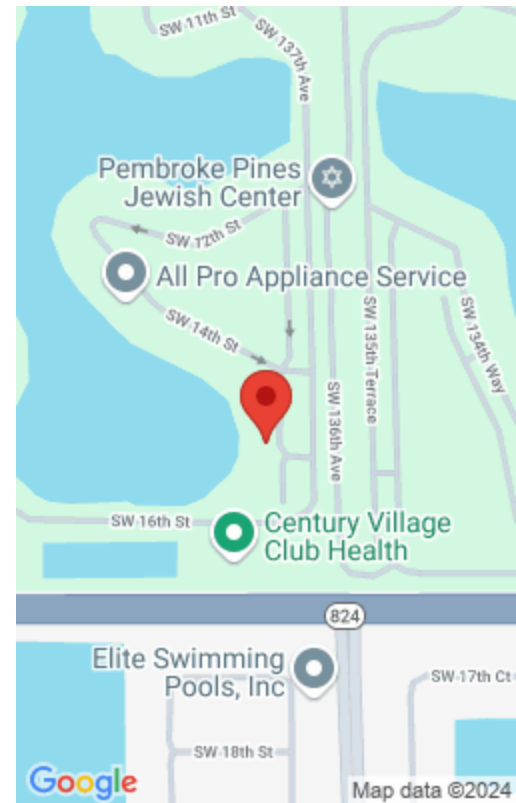 SW 11th St
SW 137th Ave
Pembroke Pines
Jewish Center
SW 12th St
All Pro Appliance Service
SW 14th St
SW 135th Terrace
SW 134th Way
SW 136th Ave
SW 16th St
Century Village
Club Health
824
Elite Swimming
Pools, Inc
SW 17th Ct
SW 18th St
Google
Map data ©2024